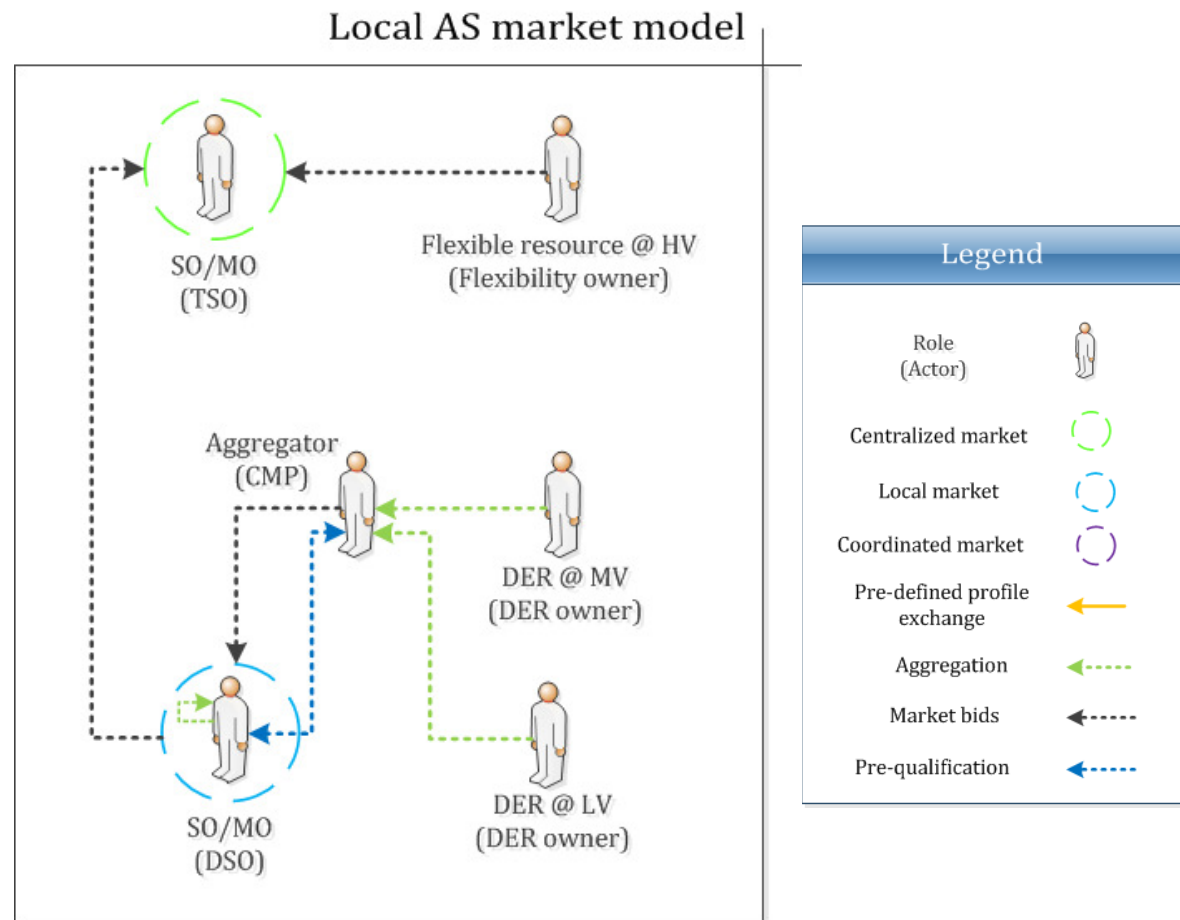 Local AS market model
SO/MO
(TSO)
Flexible resource @ HV
(Flexibility owner)
Aggregator
(CMP)
DER @ MV
(DER owner)
DER @ LV
(DER owner)
SO/MO
(DSO)
Legend
Role
(Actor)
Centralized market
Local market
Coordinated market
Pre-defined profile
exchange
Aggregation
Market bids
Pre-qualification